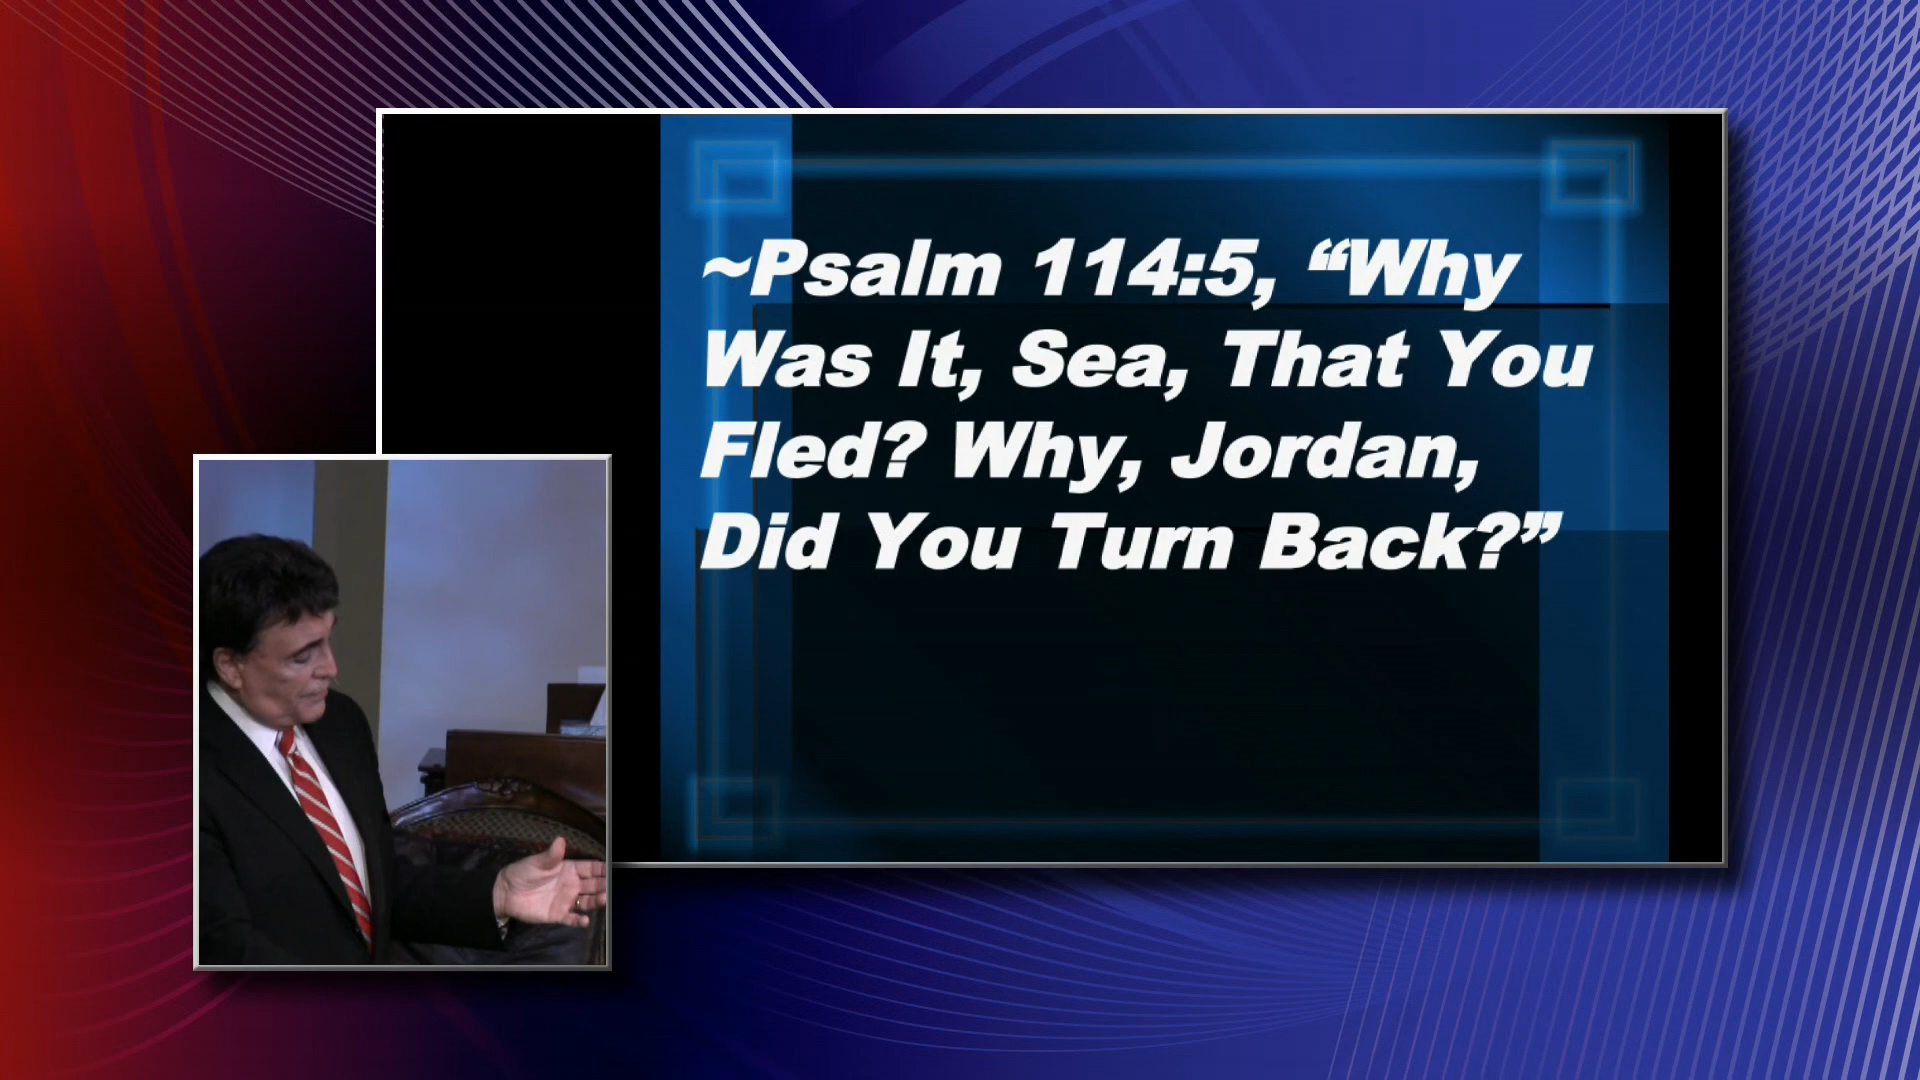 ~Psalm 114:5, “Why
Was It, Sea, That You
Fled? Why, Jordan,
Did You Turn Back?”